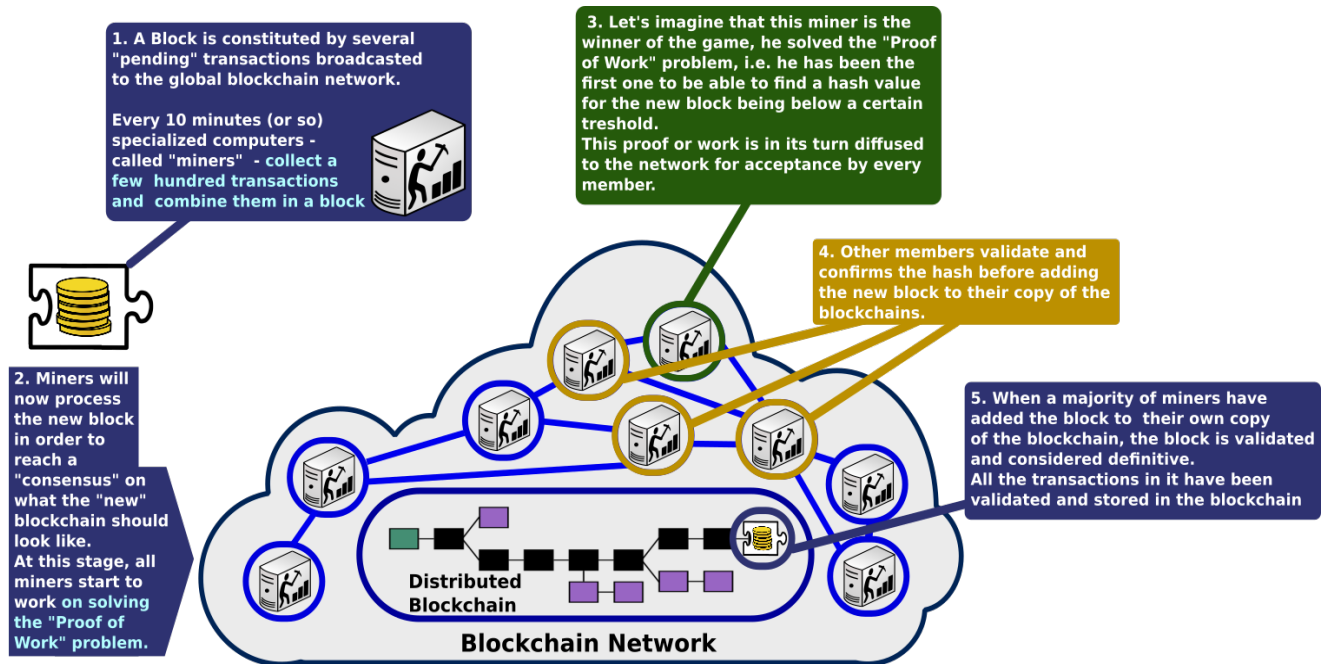 1. A Block is constituted by several
"pending" transactions broadcasted
to the global blockchain network.
Every 10 minutes (or so)
specialized computers -
called "miners"  - collect a
few  hundred transactions
and  combine them in a block
2. Miners will
now process
the new block
in order to
reach a
"consensus" on
what the "new"
blockchain should
look like.
At this stage, all
miners start to
work on solving
the "Proof of
Work" problem.
3. Let's imagine that this miner is the
winner of the game, he solved the "Proof
of Work" problem, i.e. he has been the
first one to be able to find a hash value
for the new block being below a certain
treshold.
This proof or work is in its turn diffused
to the network for acceptance by every
member.
4. Other members validate and
confirms the hash before adding
the new block to their copy of the
blockchains.
5. When a majority of miners have
added the block to  their own copy
of the blockchain, the block is validated
and considered definitive.
All the transactions in it have been
validated and stored in the blockchain
Distributed
Blockchain
Blockchain Network